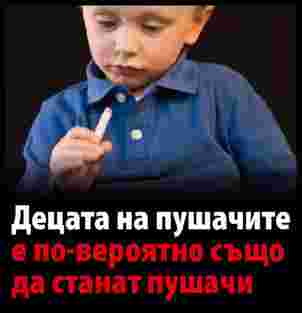 Децата на пушачите
е по-вероятно също
да станат пушачи